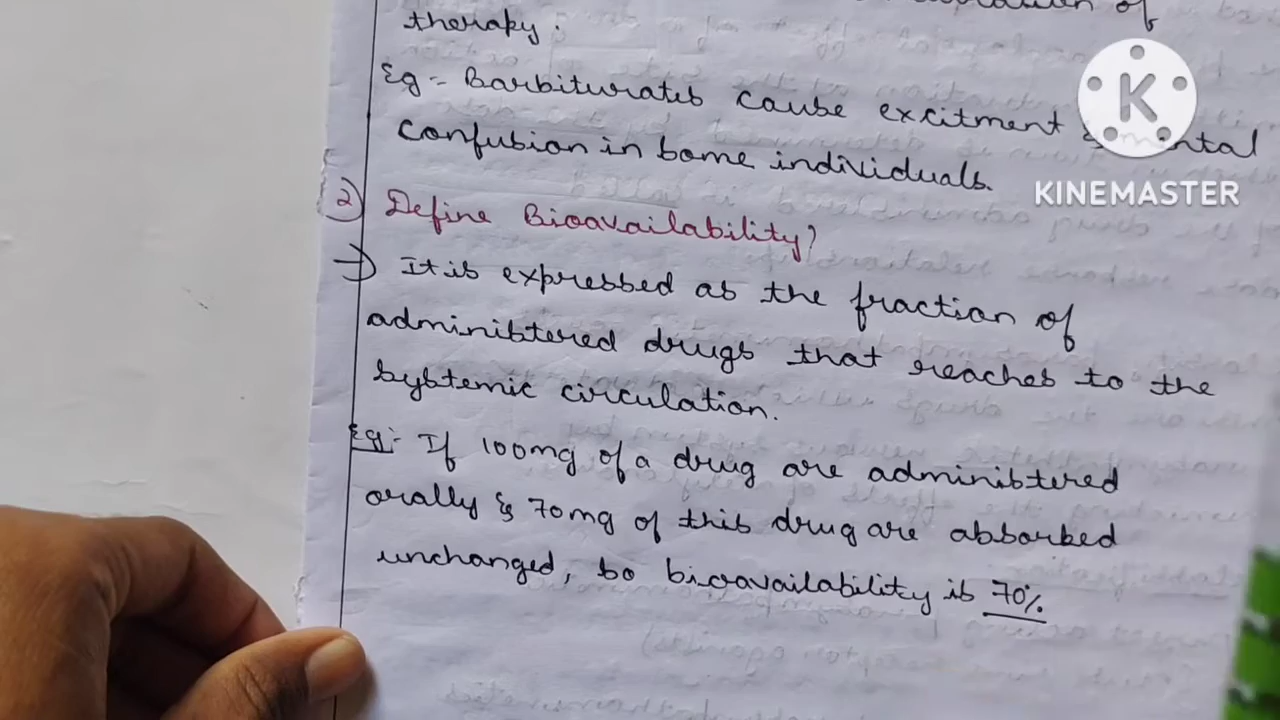 of
therapy.
Eg - Barbiturates cause excitment &
confusion in some individuals.
2) Define Bioavailability?
→ It is expressed as the fraction of
administered drugs that reaches to the
systemic circulation.
Eg:- If 100mg of a drug are administered
orally & 70mg of this drug are absorbed
unchanged, so bioavailability is 70%.
K
KINEMASTER